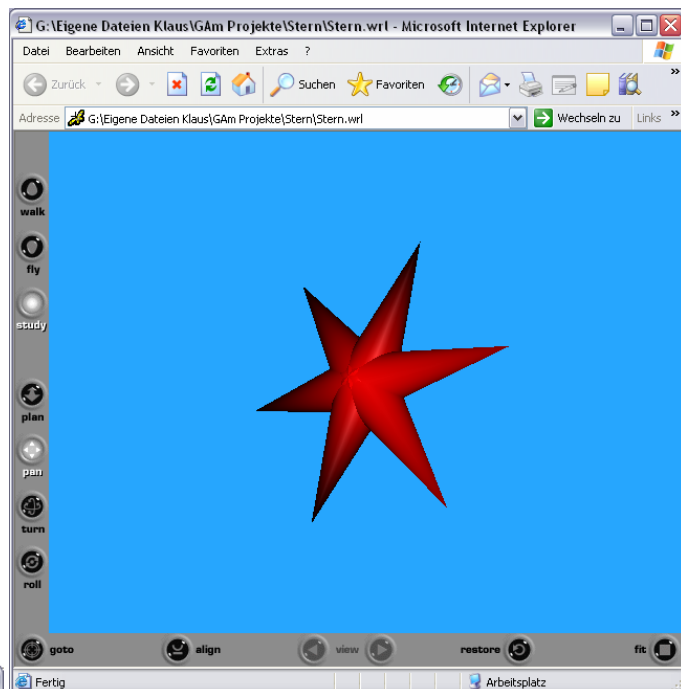 G:\Eigene Dateien Klaus\GAm Projekte\Stern\Stern.wrl - Microsoft Internet Explorer
Datei Bearbeiten Ansicht Favoriten Extras ?
Zurück Suchen Favoriten »
Adresse G:\Eigene Dateien Klaus\GAm Projekte\Stern\Stern.wrl Wechseln zu Links »
walk
fly
study
plan
pan
turn
roll
goto align view restore fit
Fertig Arbeitsplatz